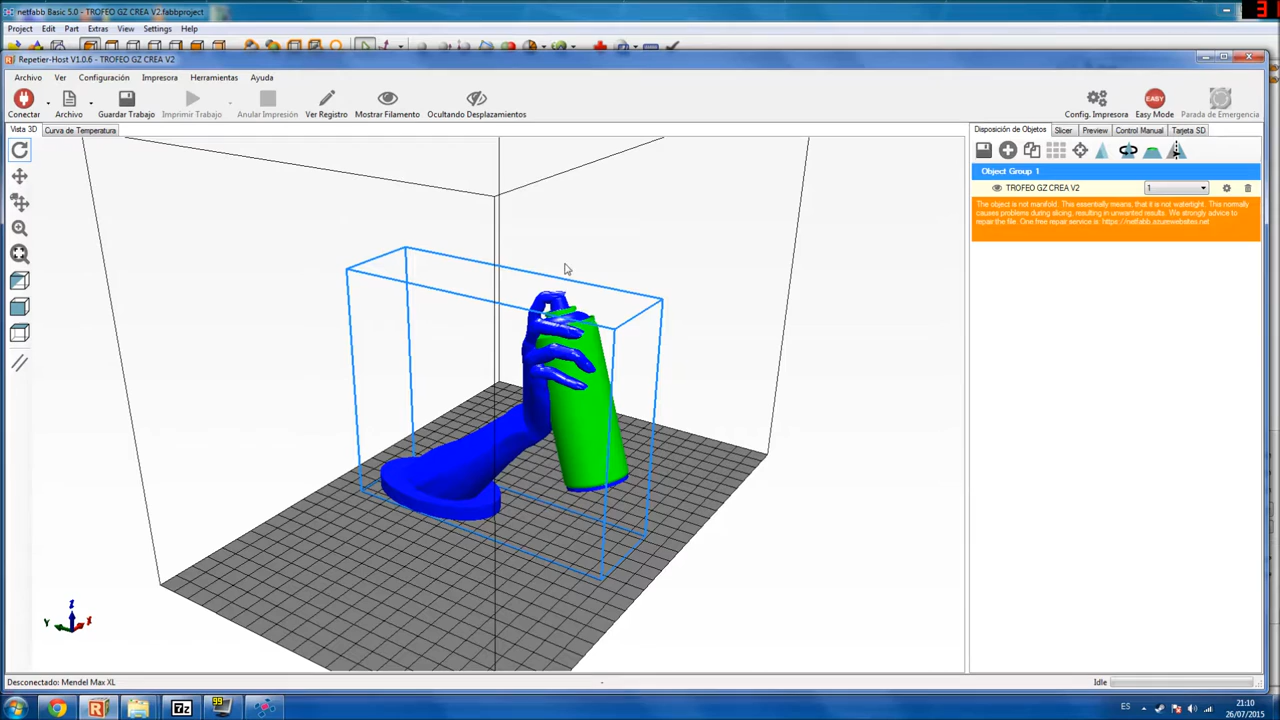 netfabb Basic 5.0 - TROFEO GZ CREA V2.fabbproject
Project Edit Part Extras View Settings Help
Repetier-Host V1.0.6 - TROFEO GZ CREA V2
Archivo Ver Configuración Impresora Herramientas Ayuda
Conectar Archivo Guardar Trabajo Imprimir Trabajo Anular Impresión Ver Registro Mostrar Filamento Ocultando Desplazamientos Config. Impresora EASY Easy Mode Parada de Emergencia
Vista 3D Curva de Temperatura
Disposición de Objetos Slicer Preview Control Manual Tarjeta SD
Object Group 1
TROFEO GZ CREA V2 1
The object is not manifold. This essentially means, that it is not watertight. This normally
causes problems during slicing, resulting in unwanted results. We strongly advice to
repair the file. One free repair service is: https://netfabb.azurewebsites.net
Z
Y X
Desconectado: Mendel Max XL - Idle
7z 99 ES 21:10
26/07/2015